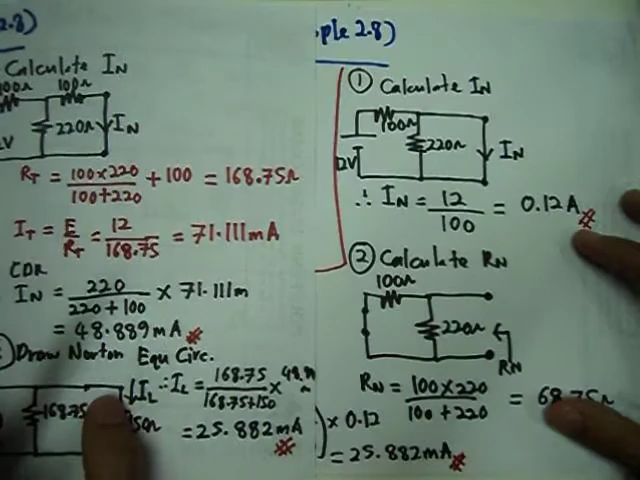 2.8)
Calculate IN
100Ω 100Ω
220Ω IN
2V
RT = 100×220 / 100+220 + 100 = 168.75Ω
IT = E / RT = 12 / 168.75 = 71.111mA
CDR
IN = 220 / 220+100 × 71.111m
= 48.889mA
Draw Norton Equ Circ.
IL ∴ IL = 168.75 / 168.75+150 ×
168.75
= 25.882mA
ple 2.8)
① Calculate IN
100Ω
220Ω IN
12V
∴ IN = 12 / 100 = 0.12A
② Calculate RN
100Ω
220Ω
RN
RN = 100×220 / 100+220 = 68.75Ω
) × 0.12
= 25.882mA